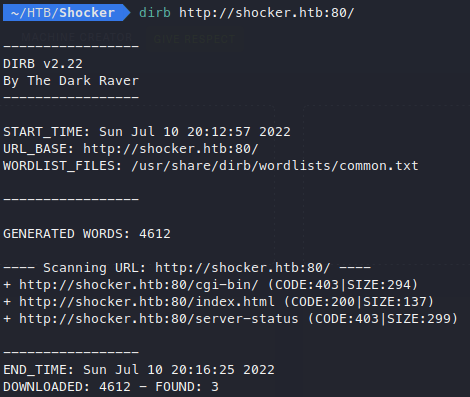 ~/HTB/Shocker dirb http://shocker.htb:80/
-----------------
DIRB v2.22
By The Dark Raver
-----------------
START_TIME: Sun Jul 10 20:12:57 2022
URL_BASE: http://shocker.htb:80/
WORDLIST_FILES: /usr/share/dirb/wordlists/common.txt
-----------------
GENERATED WORDS: 4612
---- Scanning URL: http://shocker.htb:80/ ----
+ http://shocker.htb:80/cgi-bin/ (CODE:403|SIZE:294)
+ http://shocker.htb:80/index.html (CODE:200|SIZE:137)
+ http://shocker.htb:80/server-status (CODE:403|SIZE:299)
-----------------
END_TIME: Sun Jul 10 20:16:25 2022
DOWNLOADED: 4612 - FOUND: 3